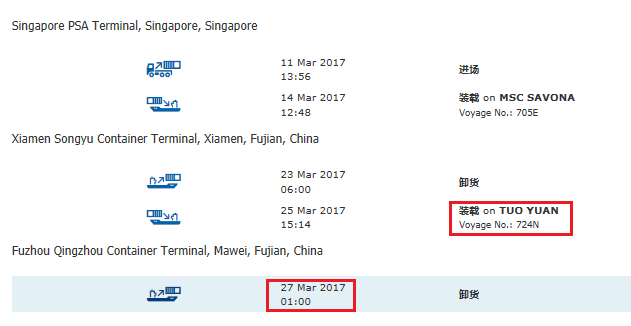 Singapore PSA Terminal, Singapore, Singapore
11 Mar 2017
13:56
进场
14 Mar 2017
12:48
装载 on MSC SAVONA
Voyage No.: 705E
Xiamen Songyu Container Terminal, Xiamen, Fujian, China
23 Mar 2017
06:00
卸货
25 Mar 2017
15:14
装载 on TUO YUAN
Voyage No.: 724N
Fuzhou Qingzhou Container Terminal, Mawei, Fujian, China
27 Mar 2017
01:00
卸货